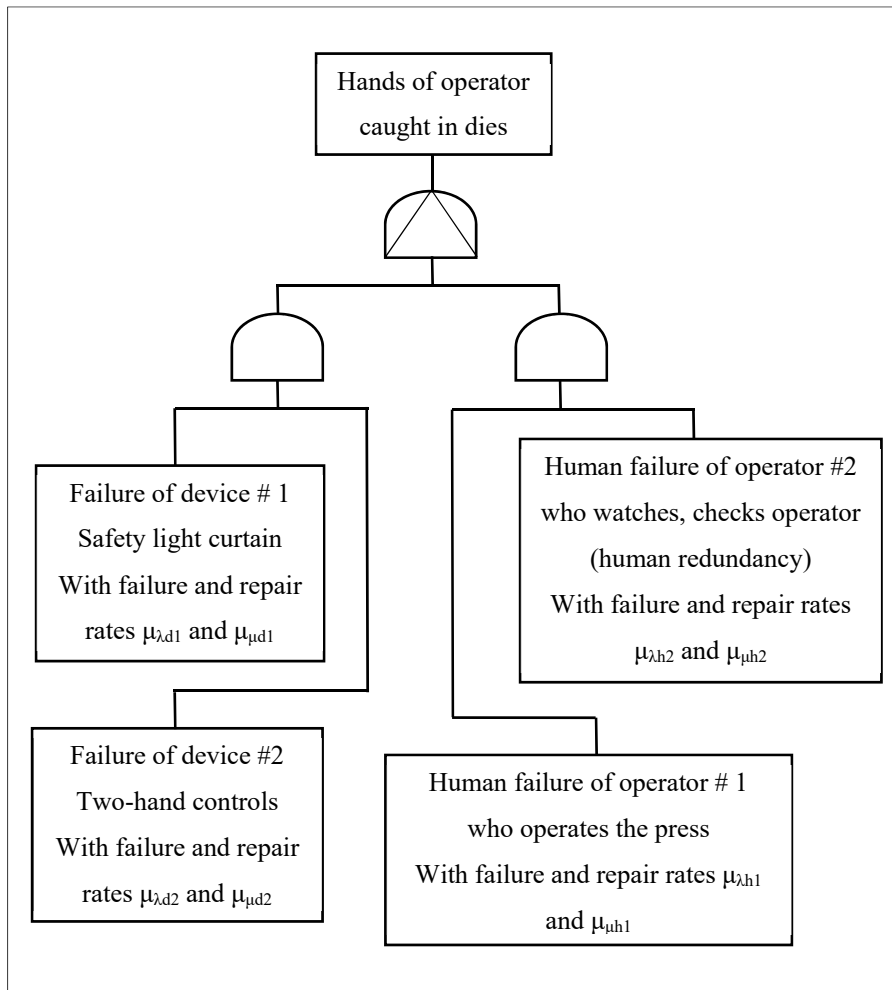 Hands of operator
caught in dies
Failure of device # 1
Safety light curtain
With failure and repair
rates μλd1 and μμd1
Human failure of operator #2
who watches, checks operator
(human redundancy)
With failure and repair rates
μλh2 and μμh2
Failure of device #2
Two-hand controls
With failure and repair
rates μλd2 and μμd2
Human failure of operator # 1
who operates the press
With failure and repair rates μλh1
and μμh1